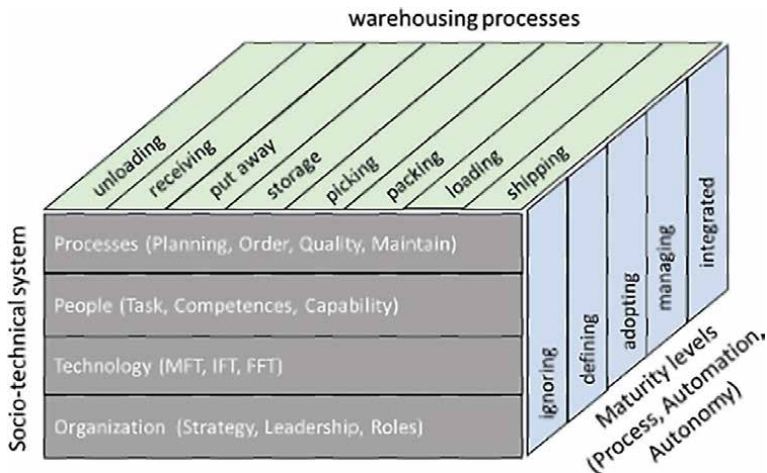 warehousing processes
unloading
receiving
put away
storage
picking
packing
loading
shipping
Socio-technical system
Processes (Planning, Order, Quality, Maintain)
People (Task, Competences, Capability)
Technology (MFT, IFT, FFT)
Organization (Strategy, Leadership, Roles)
ignoring
defining
adopting
managing
integrated
Maturity levels
(Process, Automation,
Autonomy)